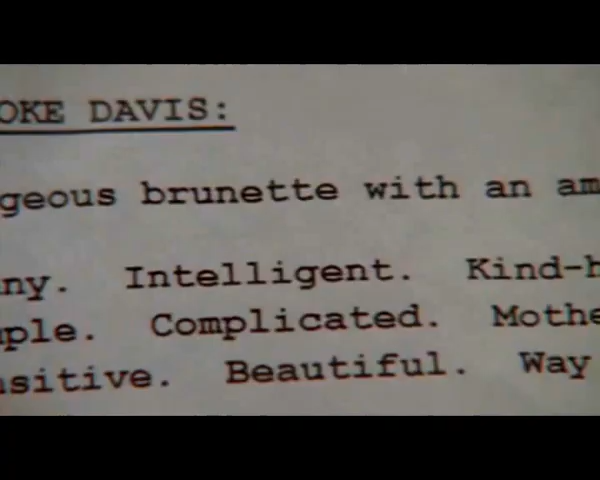 OKE DAVIS:
geous brunette with an am
ny. Intelligent. Kind-h
ple. Complicated. Mothe
sitive. Beautiful. Way